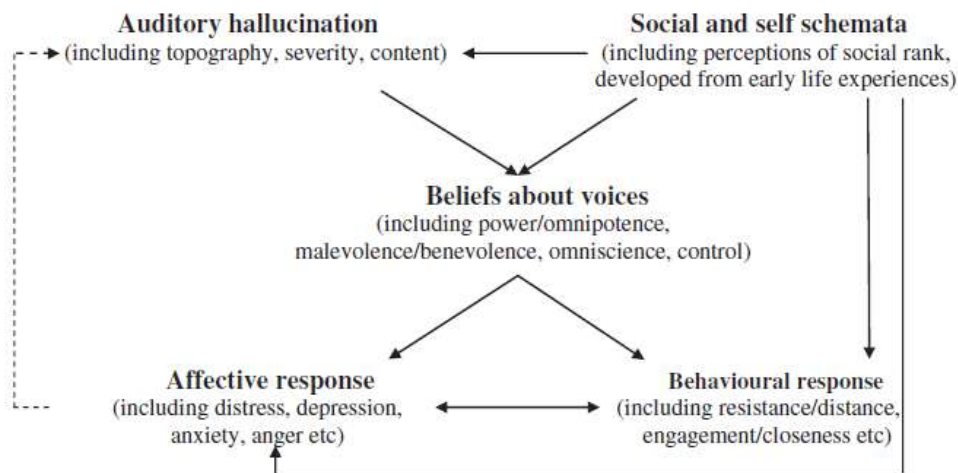 Auditory hallucination
(including topography, severity, content)
Social and self schemata
(including perceptions of social rank,
developed from early life experiences)
Beliefs about voices
(including power/omnipotence,
malevolence/benevolence, omniscience, control)
Affective response
(including distress, depression,
anxiety, anger etc)
Behavioural response
(including resistance/distance,
engagement/closeness etc)